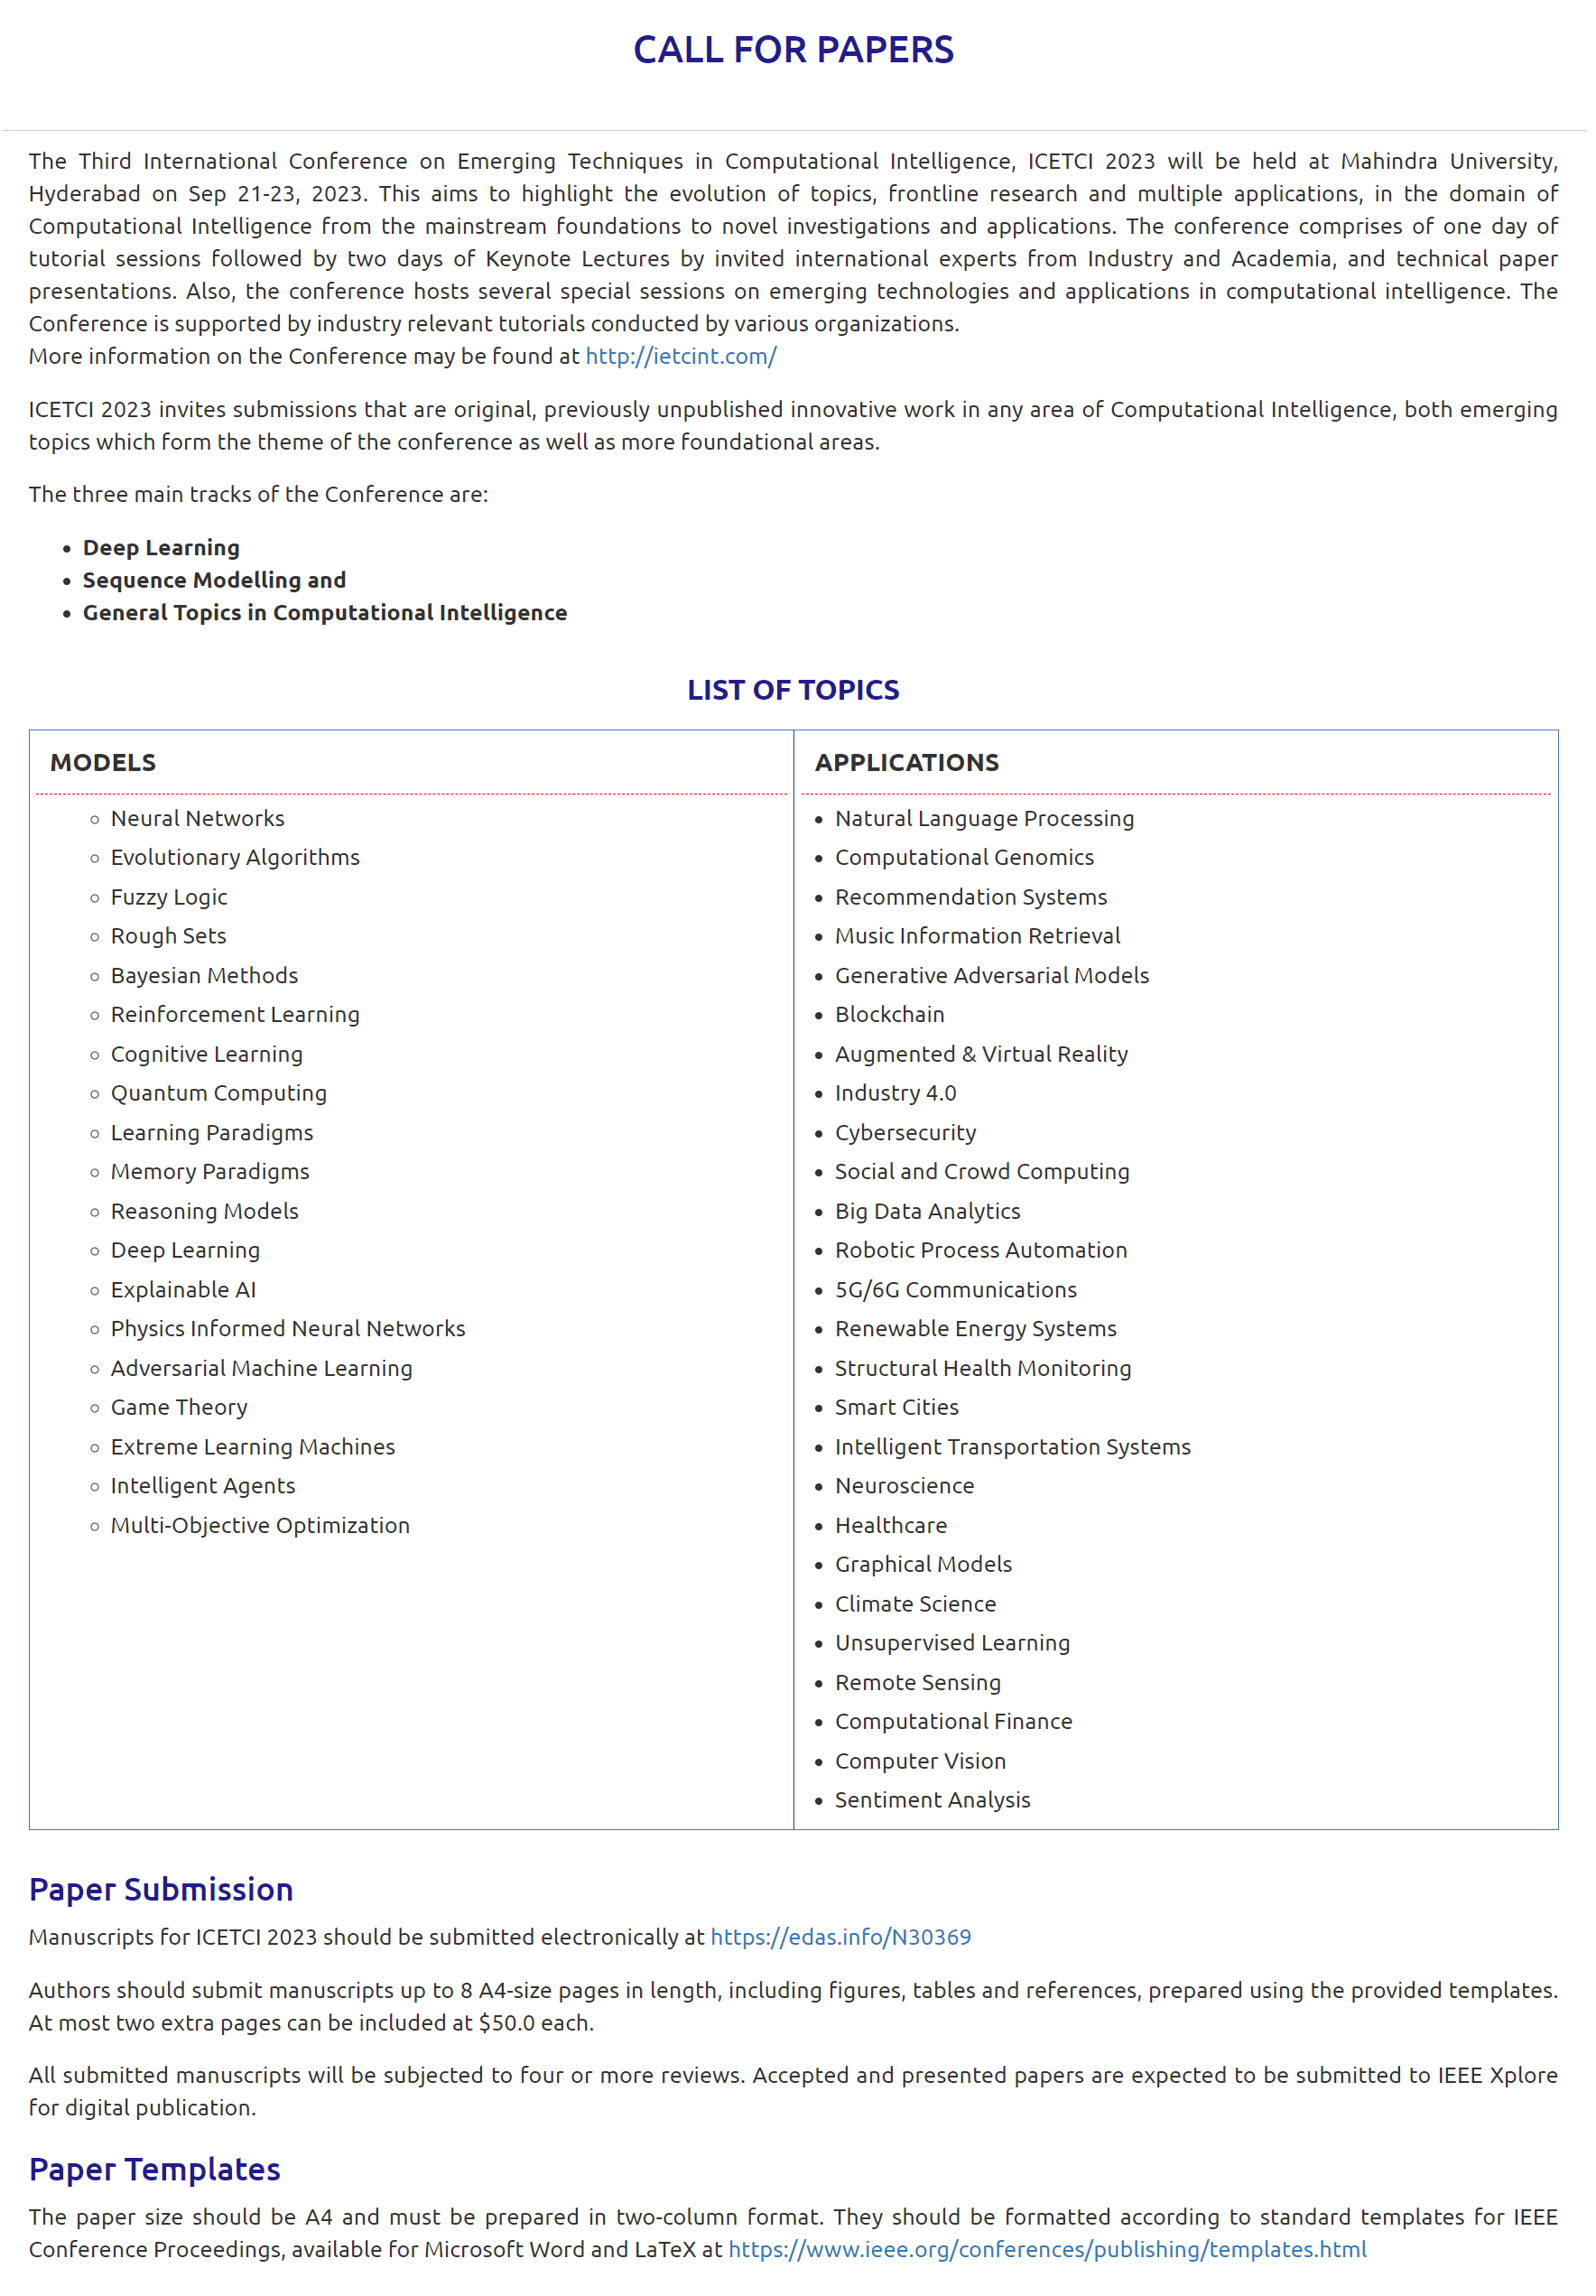 CALL FOR PAPERS
The Third International Conference on Emerging Techniques in Computational Intelligence, ICETCI 2023 will be held at Mahindra University,
Hyderabad on Sep 21-23, 2023. This aims to highlight the evolution of topics, frontline research and multiple applications, in the domain of
Computational Intelligence from the mainstream foundations to novel investigations and applications. The conference comprises of one day of
tutorial sessions followed by two days of Keynote Lectures by invited international experts from Industry and Academia, and technical paper
presentations. Also, the conference hosts several special sessions on emerging technologies and applications in computational intelligence. The
Conference is supported by industry relevant tutorials conducted by various organizations.
More information on the Conference may be found at http://ietcint.com/
ICETCI 2023 invites submissions that are original, previously unpublished innovative work in any area of Computational Intelligence, both emerging
topics which form the theme of the conference as well as more foundational areas.
The three main tracks of the Conference are:
• Deep Learning
• Sequence Modelling and
• General Topics in Computational Intelligence
LIST OF TOPICS
MODELS
◦ Neural Networks
◦ Evolutionary Algorithms
◦ Fuzzy Logic
◦ Rough Sets
◦ Bayesian Methods
◦ Reinforcement Learning
◦ Cognitive Learning
◦ Quantum Computing
◦ Learning Paradigms
◦ Memory Paradigms
◦ Reasoning Models
◦ Deep Learning
◦ Explainable AI
◦ Physics Informed Neural Networks
◦ Adversarial Machine Learning
◦ Game Theory
◦ Extreme Learning Machines
◦ Intelligent Agents
◦ Multi-Objective Optimization
APPLICATIONS
• Natural Language Processing
• Computational Genomics
• Recommendation Systems
• Music Information Retrieval
• Generative Adversarial Models
• Blockchain
• Augmented & Virtual Reality
• Industry 4.0
• Cybersecurity
• Social and Crowd Computing
• Big Data Analytics
• Robotic Process Automation
• 5G/6G Communications
• Renewable Energy Systems
• Structural Health Monitoring
• Smart Cities
• Intelligent Transportation Systems
• Neuroscience
• Healthcare
• Graphical Models
• Climate Science
• Unsupervised Learning
• Remote Sensing
• Computational Finance
• Computer Vision
• Sentiment Analysis
Paper Submission
Manuscripts for ICETCI 2023 should be submitted electronically at https://edas.info/N30369
Authors should submit manuscripts up to 8 A4-size pages in length, including figures, tables and references, prepared using the provided templates.
At most two extra pages can be included at $50.0 each.
All submitted manuscripts will be subjected to four or more reviews. Accepted and presented papers are expected to be submitted to IEEE Xplore
for digital publication.
Paper Templates
The paper size should be A4 and must be prepared in two-column format. They should be formatted according to standard templates for IEEE
Conference Proceedings, available for Microsoft Word and LaTeX at https://www.ieee.org/conferences/publishing/templates.html